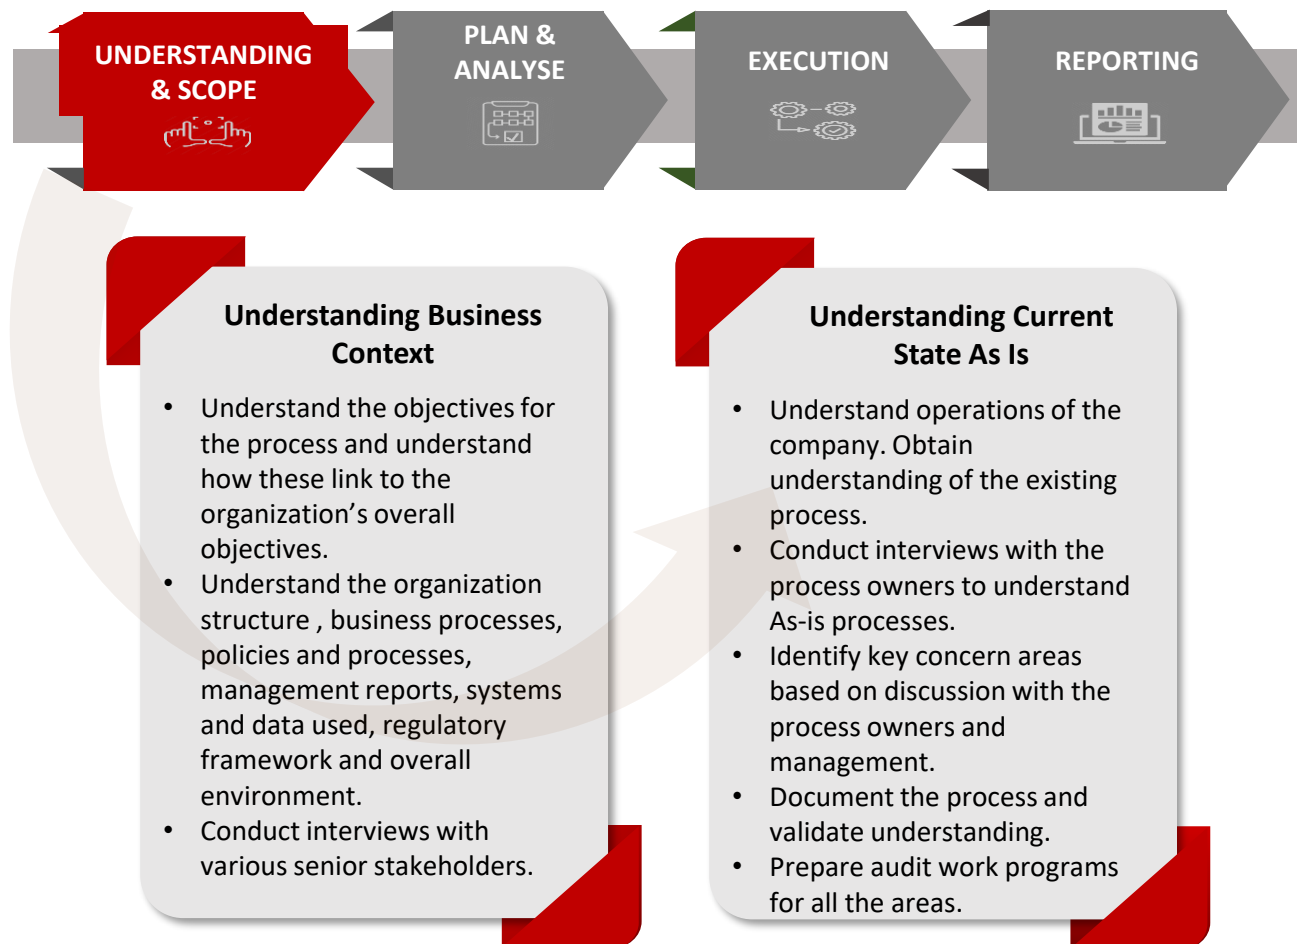 UNDERSTANDING
& SCOPE
PLAN &
ANALYSE
EXECUTION
REPORTING
Understanding Business
Context
• Understand the objectives for
the process and understand
how these link to the
organization’s overall
objectives.
• Understand the organization
structure , business processes,
policies and processes,
management reports, systems
and data used, regulatory
framework and overall
environment.
• Conduct interviews with
various senior stakeholders.
Understanding Current
State As Is
• Understand operations of the
company. Obtain
understanding of the existing
process.
• Conduct interviews with the
process owners to understand
As-is processes.
• Identify key concern areas
based on discussion with the
process owners and
management.
• Document the process and
validate understanding.
• Prepare audit work programs
for all the areas.